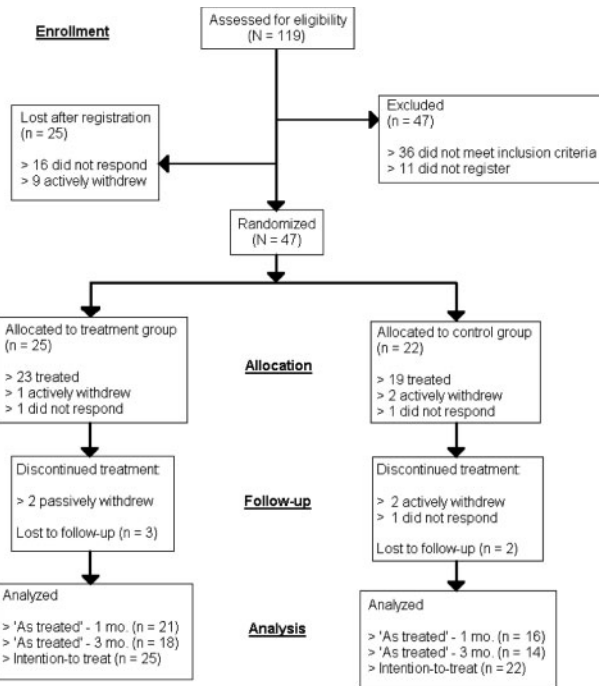 Enrollment
Assessed for eligibility
(N = 119)
Lost after registration
(n = 25)
> 16 did not respond
> 9 actively withdrew
Excluded
(n = 47)
> 36 did not meet inclusion criteria
> 11 did not register
Randomized
(N = 47)
Allocated to treatment group
(n = 25)
> 23 treated
> 1 actively withdrew
> 1 did not respond
Allocation
Allocated to control group
(n = 22)
> 19 treated
> 2 actively withdrew
> 1 did not respond
Discontinued treatment:
> 2 passively withdrew
Lost to follow-up (n = 3)
Follow-up
Discontinued treatment:
> 2 actively withdrew
> 1 did not respond
Lost to follow-up (n = 2)
Analyzed
> 'As treated' - 1 mo. (n = 21)
> 'As treated' - 3 mo. (n = 18)
> Intention-to treat (n = 25)
Analysis
Analyzed
> 'As treated' - 1 mo. (n = 16)
> 'As treated' - 3 mo. (n = 14)
> Intention-to-treat (n = 22)